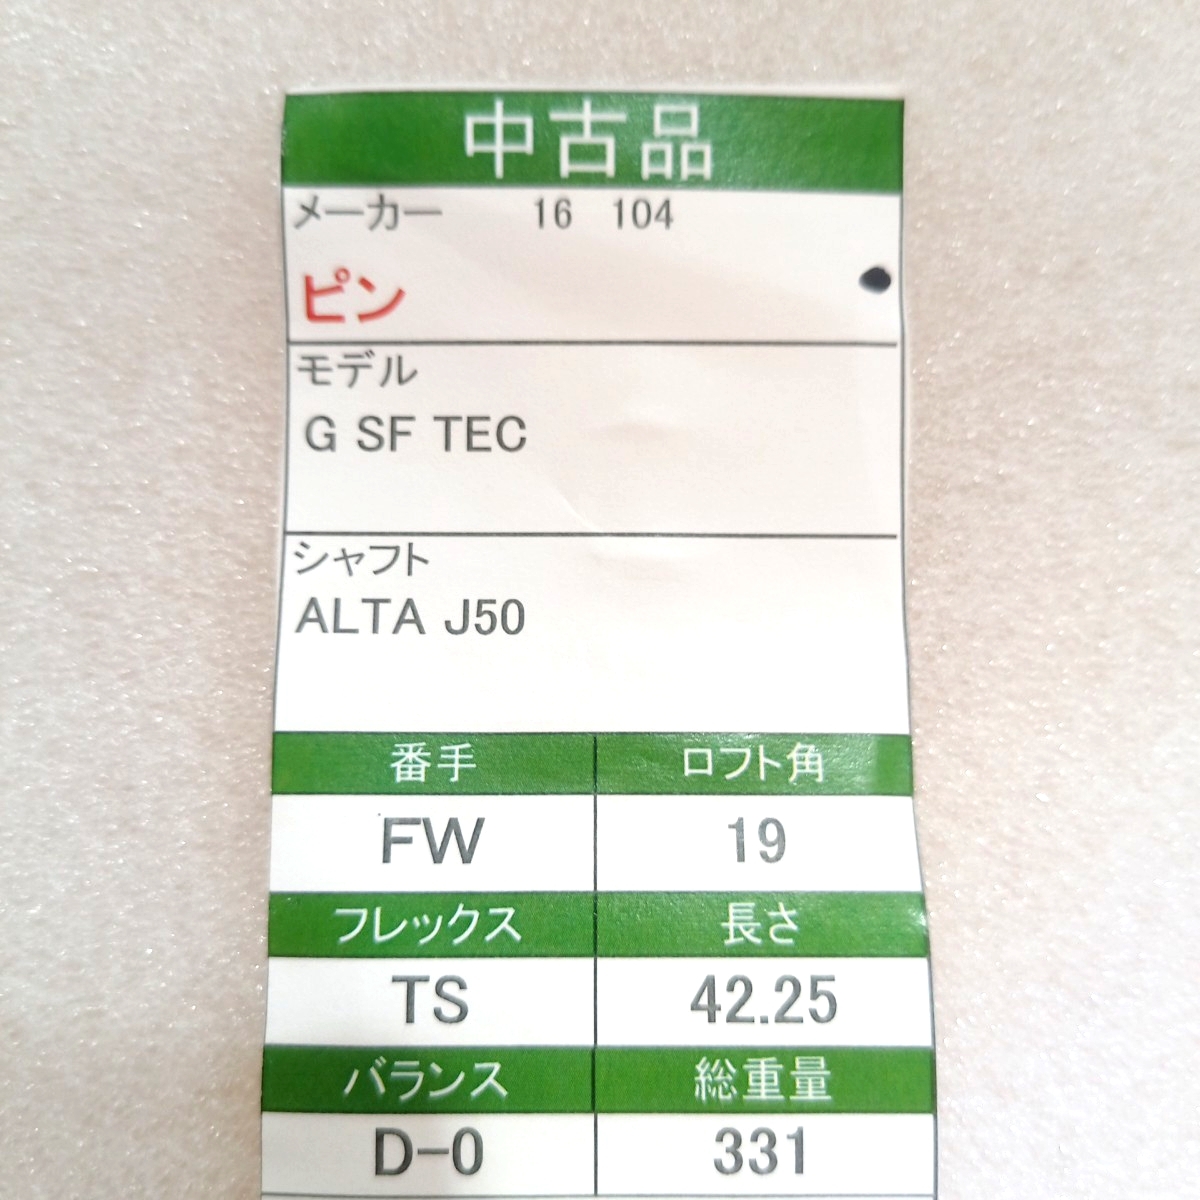 中古品
メーカー 16 104
ピン
モデル
G SF TEC
シャフト
ALTA J50
番手 ロフト角
FW 19
フレックス 長さ
TS 42.25
バランス 総重量
D-0 331